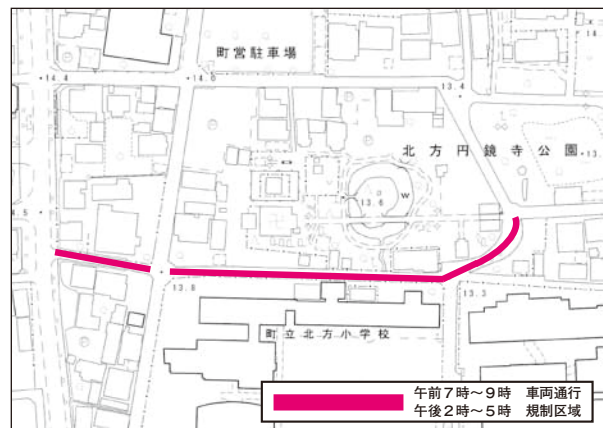 町営駐車場
14.4
14.0
13.4
北方円鏡寺公園
13.6
W
13.8
13.3
町立北方小学校
午前7時～9時 車両通行
午後2時～5時 規制区域